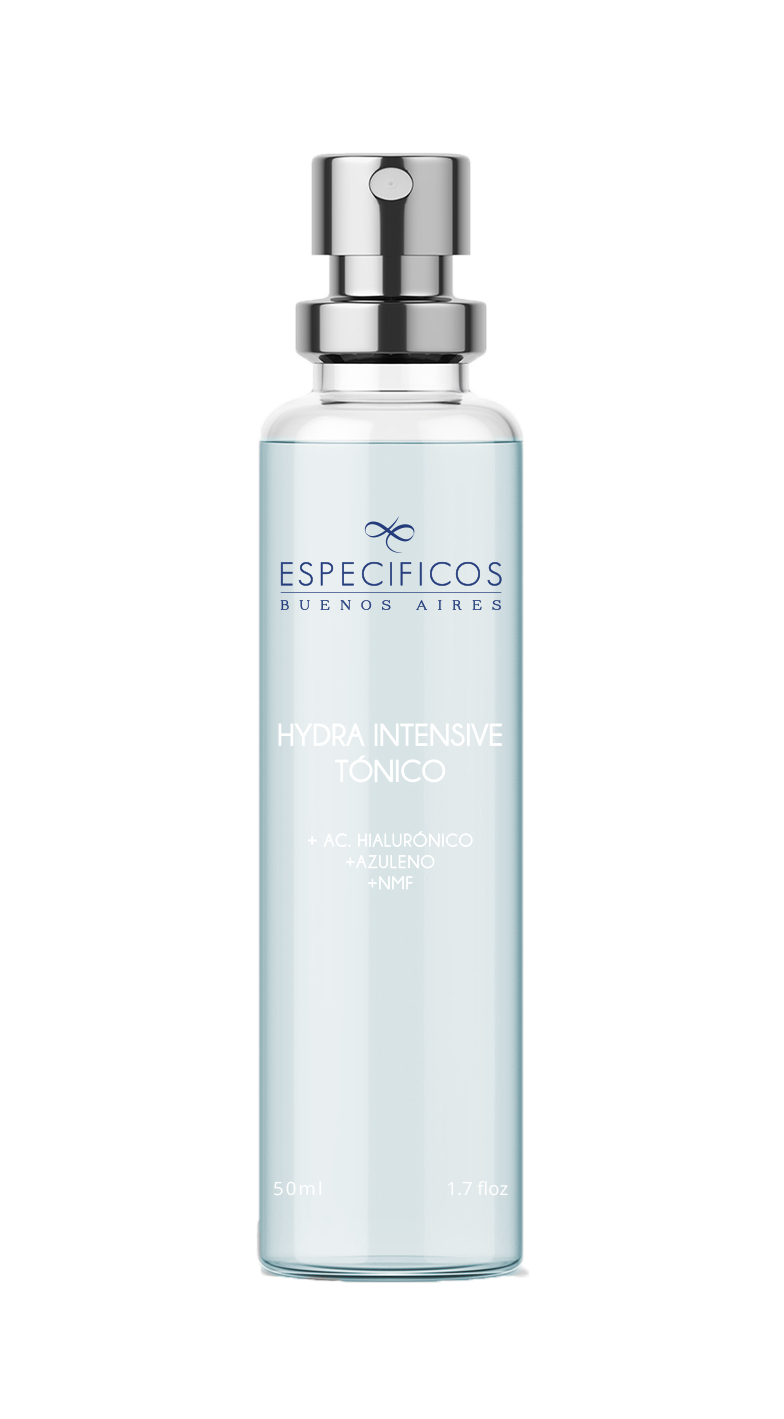 ESPECIFICOS
BUENOS AIRES
HYDRA INTENSIVE
TÓNICO
+ AC. HIALURÓNICO
+AZULENO
+NMF
50ml 1.7 floz